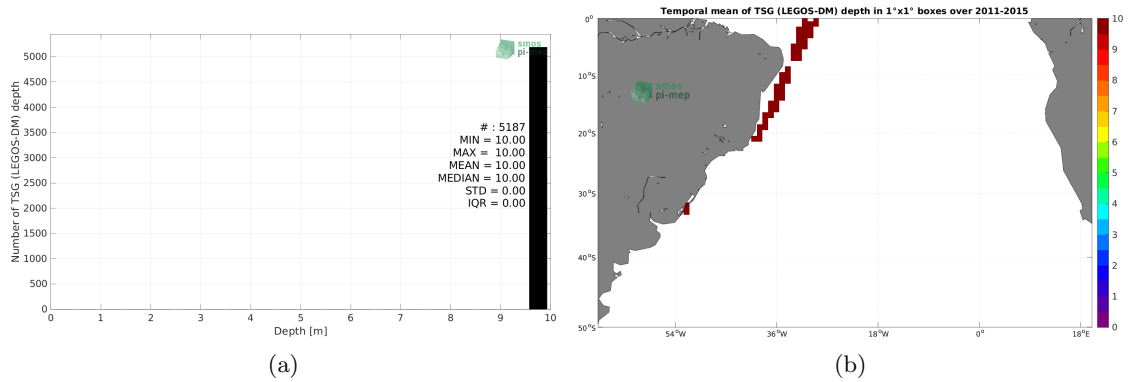 Number of TSG (LEGOS-DM) depth
5000
4500
4000
3500
3000
2500
2000
1500
1000
500
0
smos
pi-mep
# : 5187
MIN = 10.00
MAX = 10.00
MEAN = 10.00
MEDIAN = 10.00
STD = 0.00
IQR = 0.00
0 1 2 3 4 5 6 7 8 9 10
Depth [m]
(a)
Temporal mean of TSG (LEGOS-DM) depth in 1°x1° boxes over 2011-2015
0°
10°S
20°S
30°S
40°S
50°S
smos
pi-mep
54°W 36°W 18°W 0° 18°E
10
9
8
7
6
5
4
3
2
1
0
(b)